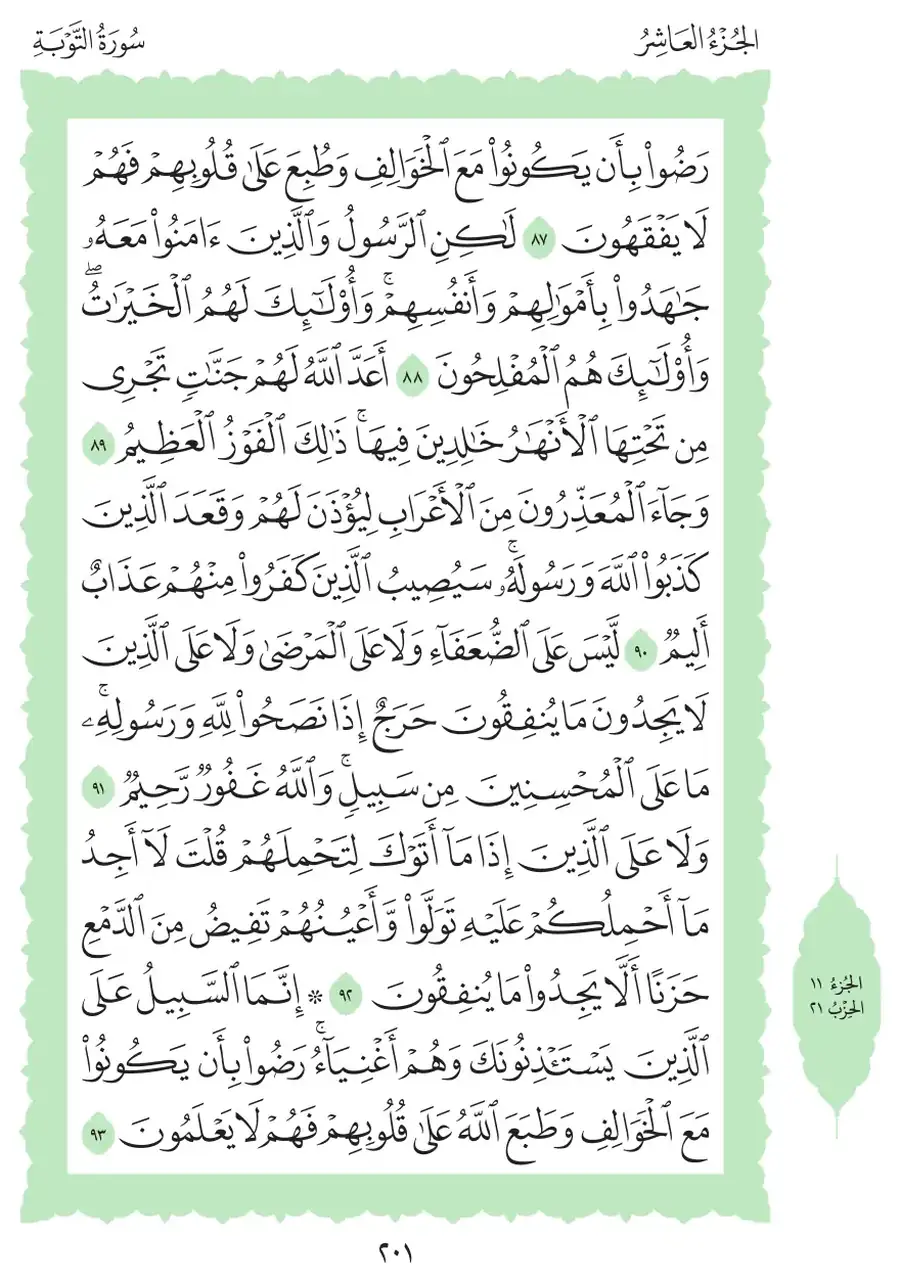 الجُزْءُ العَاشِرُ
سُورَةُ التَّوْبَةِ
رَضُواْ بِأَن يَكُونُواْ مَعَ ٱلْخَوَالِفِ وَطُبِعَ عَلَىٰ قُلُوبِهِمْ فَهُمْ
لَا يَفْقَهُونَ ٨٧ لَٰكِنِ ٱلرَّسُولُ وَٱلَّذِينَ ءَامَنُواْ مَعَهُۥ
جَٰهَدُواْ بِأَمْوَٰلِهِمْ وَأَنفُسِهِمْۚ وَأُوْلَٰٓئِكَ لَهُمُ ٱلْخَيْرَٰتُۖ
وَأُوْلَٰٓئِكَ هُمُ ٱلْمُفْلِحُونَ ٨٨ أَعَدَّ ٱللَّهُ لَهُمْ جَنَّٰتٍ تَجْرِى
مِن تَحْتِهَا ٱلْأَنْهَٰرُ خَٰلِدِينَ فِيهَاۚ ذَٰلِكَ ٱلْفَوْزُ ٱلْعَظِيمُ ٨٩
وَجَآءَ ٱلْمُعَذِّرُونَ مِنَ ٱلْأَعْرَابِ لِيُؤْذَنَ لَهُمْ وَقَعَدَ ٱلَّذِينَ
كَذَبُواْ ٱللَّهَ وَرَسُولَهُۥۚ سَيُصِيبُ ٱلَّذِينَ كَفَرُواْ مِنْهُمْ عَذَابٌ
أَلِيمٌ ٩٠ لَّيْسَ عَلَى ٱلضُّعَفَآءِ وَلَا عَلَى ٱلْمَرْضَىٰ وَلَا عَلَى ٱلَّذِينَ
لَا يَجِدُونَ مَا يُنفِقُونَ حَرَجٌ إِذَا نَصَحُواْ لِلَّهِ وَرَسُولِهِۦۚ
مَا عَلَى ٱلْمُحْسِنِينَ مِن سَبِيلٍۚ وَٱللَّهُ غَفُورٌ رَّحِيمٌ ٩١
وَلَا عَلَى ٱلَّذِينَ إِذَا مَآ أَتَوْكَ لِتَحْمِلَهُمْ قُلْتَ لَآ أَجِدُ
مَآ أَحْمِلُكُمْ عَلَيْهِ تَوَلَّواْ وَّأَعْيُنُهُمْ تَفِيضُ مِنَ ٱلدَّمْعِ
حَزَنًا أَلَّا يَجِدُواْ مَا يُنفِقُونَ ٩٢ * إِنَّمَا ٱلسَّبِيلُ عَلَى
ٱلَّذِينَ يَسْتَـْٔذِنُونَكَ وَهُمْ أَغْنِيَآءُۚ رَضُواْ بِأَن يَكُونُواْ
مَعَ ٱلْخَوَالِفِ وَطَبَعَ ٱللَّهُ عَلَىٰ قُلُوبِهِمْ فَهُمْ لَا يَعْلَمُونَ ٩٣
الجُزءُ ١١
الحِزْبُ ٢١
٢٠١